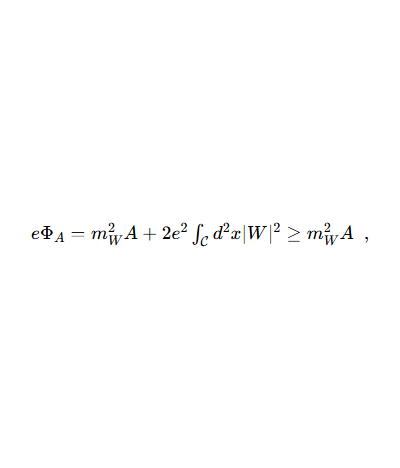 eΦ_A = m_W^2 A + 2e^2 ∫_𝒞 d^2x|W|^2 ≥ m_W^2 A ,